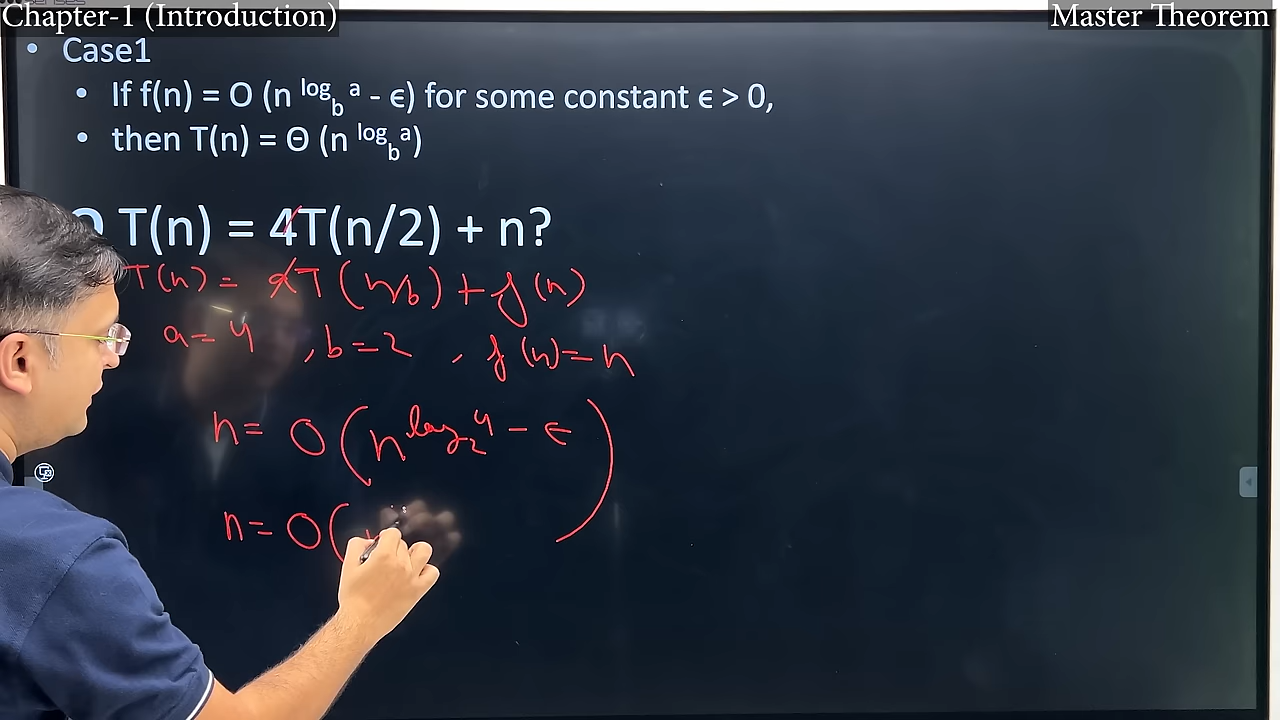 Chapter-1 (Introduction)
Master Theorem
• Case1
• If f(n) = O (n log_b a - ϵ) for some constant ϵ > 0,
• then T(n) = Θ (n log_b a)
T(n) = 4T(n/2) + n?
T(n) = aT(n/b) + f(n)
a=4, b=2, f(n)=n
n= O(n^{log_2 4 - ϵ})
n= O(